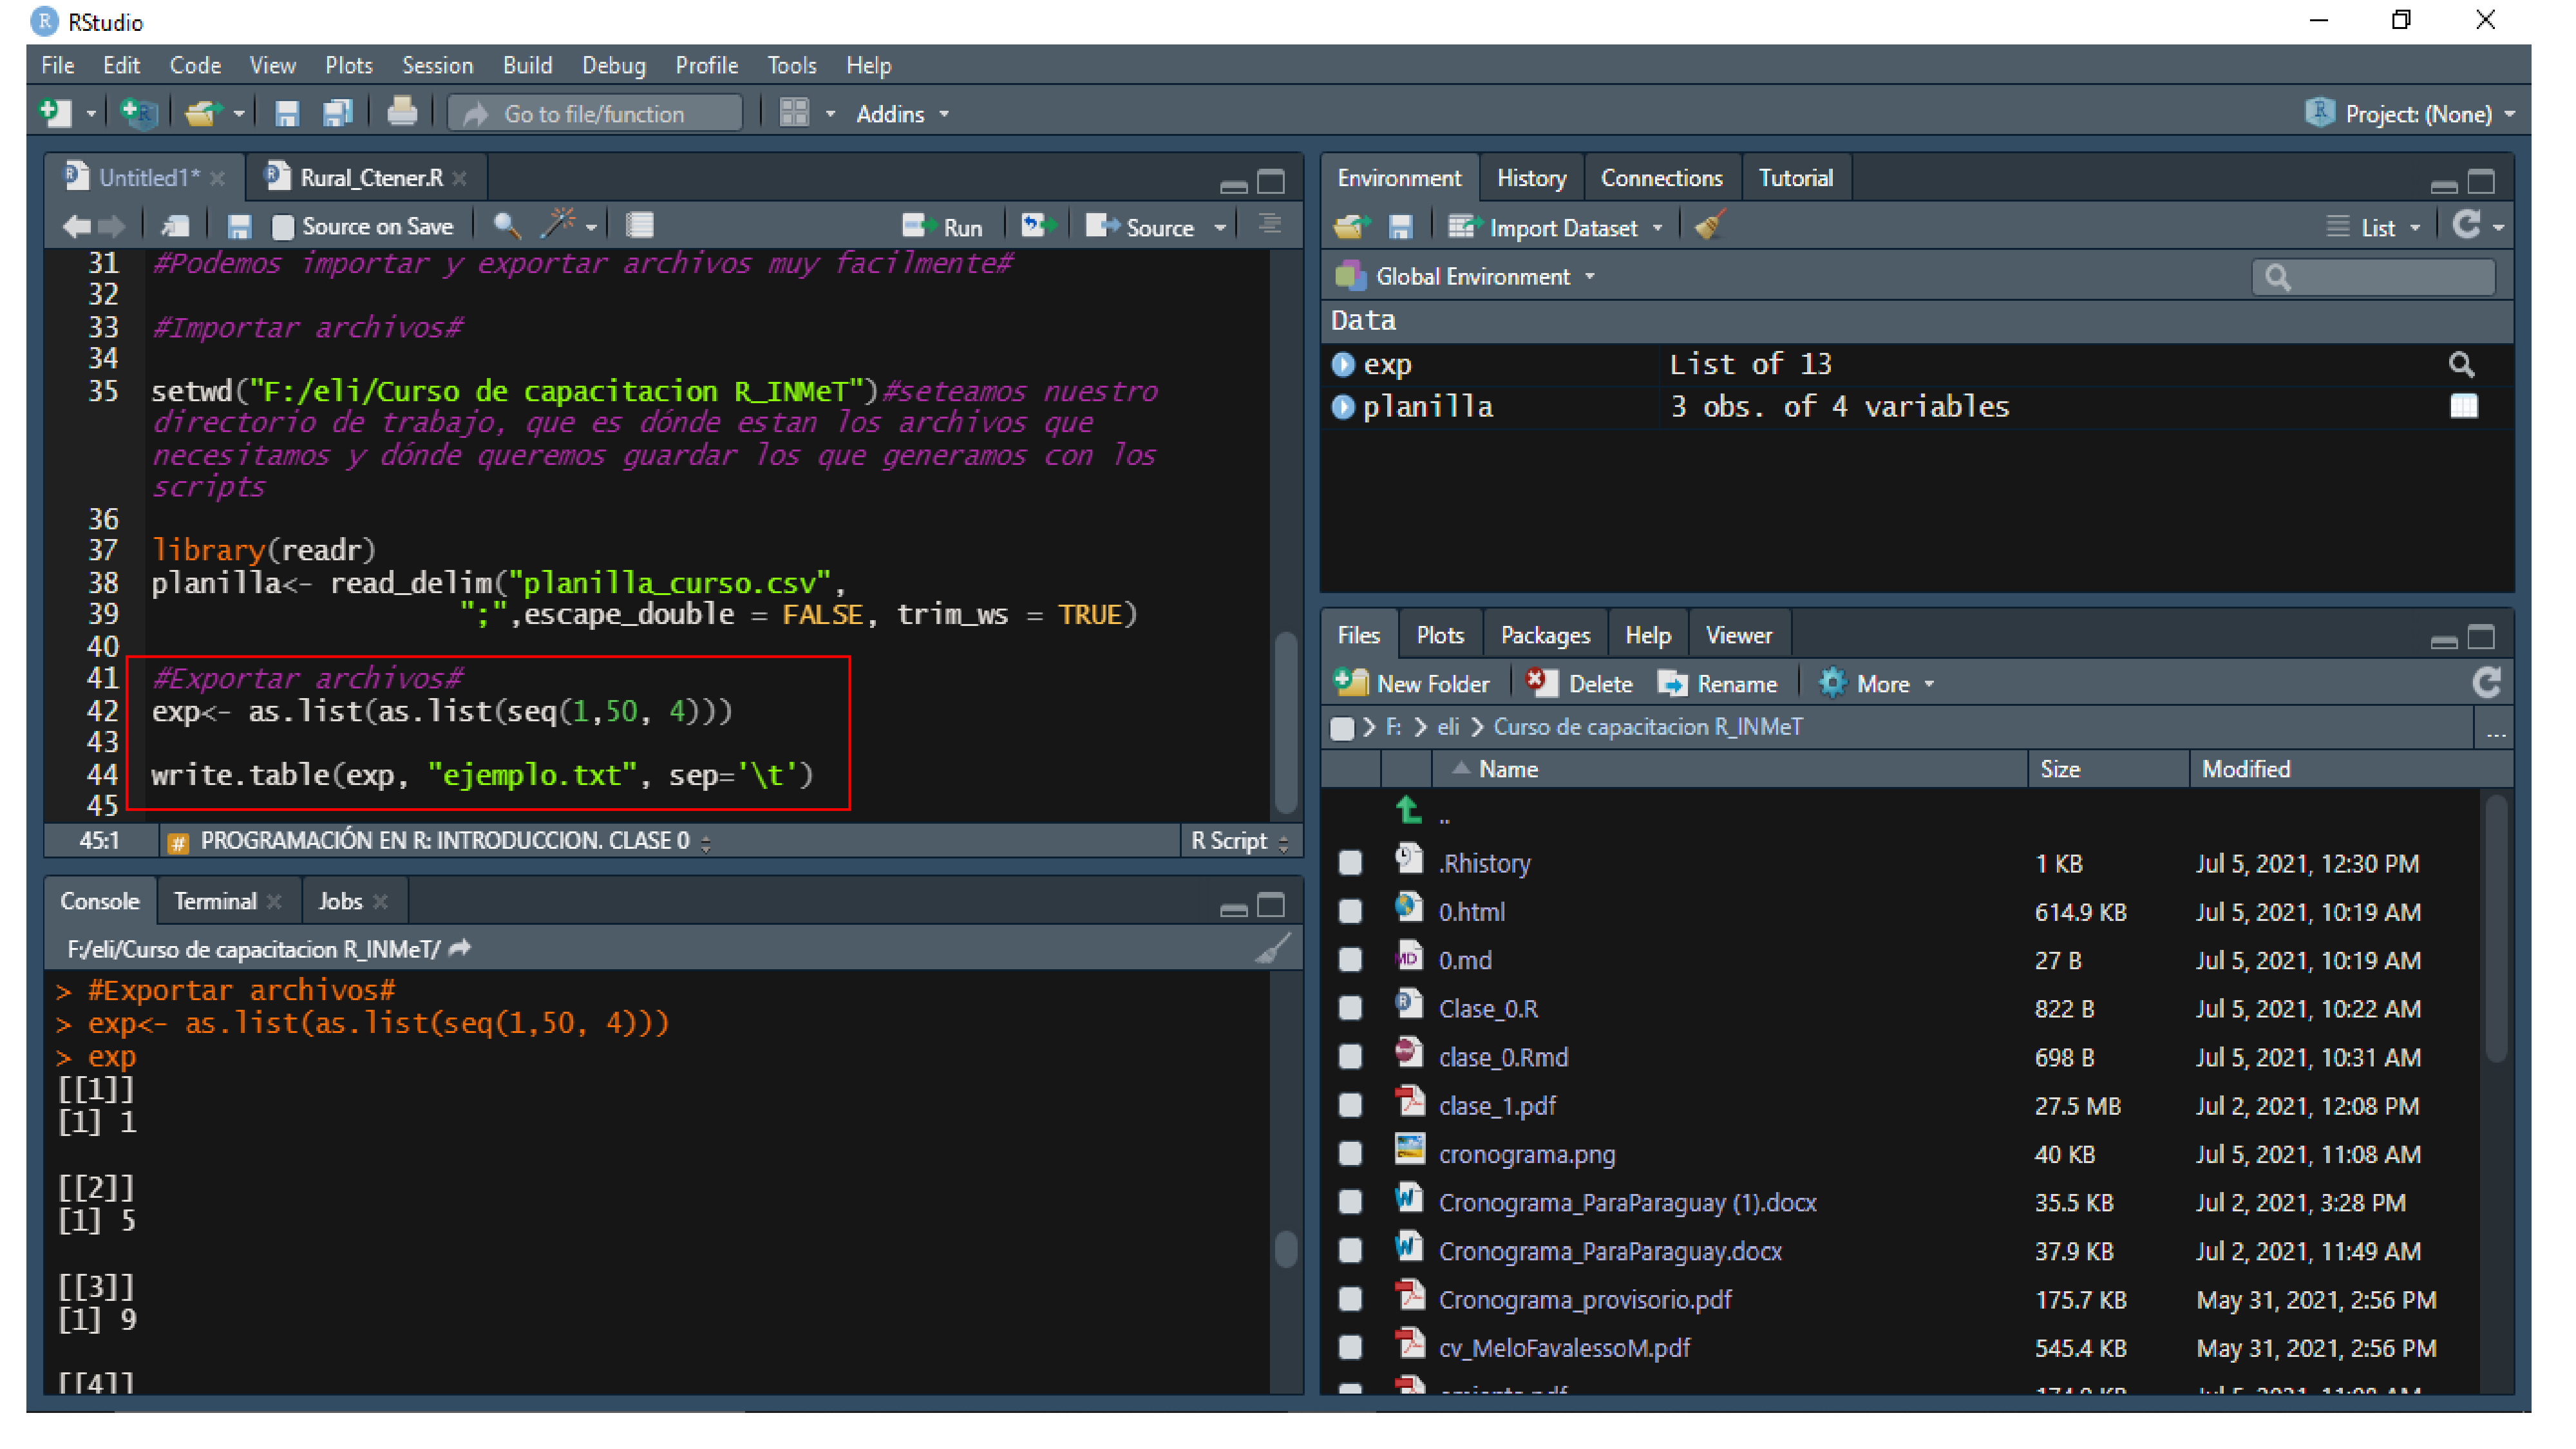 RStudio
File Edit Code View Plots Session Build Debug Profile Tools Help
Go to file/function Addins Project: (None)
Untitled1* Rural_Ctener.R
Source on Save Run Source
31 #Podemos importar y exportar archivos muy facilmente#
32
33 #Importar archivos#
34
35 setwd("F:/eli/Curso de capacitacion R_INMeT")#seteamos nuestro
directorio de trabajo, que es dónde estan los archivos que
necesitamos y dónde queremos guardar los que generamos con los
scripts
36
37 library(readr)
38 planilla<- read_delim("planilla_curso.csv",
39 ";",escape_double = FALSE, trim_ws = TRUE)
40
41 #Exportar archivos#
42 exp<- as.list(as.list(seq(1,50, 4)))
43
44 write.table(exp, "ejemplo.txt", sep='\t')
45
45:1 # PROGRAMACIÓN EN R: INTRODUCCION. CLASE 0 R Script
Console Terminal Jobs
F:/eli/Curso de capacitacion R_INMeT/
> #Exportar archivos#
> exp<- as.list(as.list(seq(1,50, 4)))
> exp
[[1]]
[1] 1
[[2]]
[1] 5
[[3]]
[1] 9
[[4]]
Environment History Connections Tutorial
Import Dataset List
Global Environment
Data
exp List of 13
planilla 3 obs. of 4 variables
Files Plots Packages Help Viewer
New Folder Delete Rename More
F: eli Curso de capacitacion R_INMeT ...
Name Size Modified
..
.Rhistory 1 KB Jul 5, 2021, 12:30 PM
0.html 614.9 KB Jul 5, 2021, 10:19 AM
0.md 27 B Jul 5, 2021, 10:19 AM
Clase_0.R 822 B Jul 5, 2021, 10:22 AM
clase_0.Rmd 698 B Jul 5, 2021, 10:31 AM
clase_1.pdf 27.5 MB Jul 2, 2021, 12:08 PM
cronograma.png 40 KB Jul 5, 2021, 11:08 AM
Cronograma_ParaParaguay (1).docx 35.5 KB Jul 2, 2021, 3:28 PM
Cronograma_ParaParaguay.docx 37.9 KB Jul 2, 2021, 11:49 AM
Cronograma_provisorio.pdf 175.7 KB May 31, 2021, 2:56 PM
cv_MeloFavalessoM.pdf 545.4 KB May 31, 2021, 2:56 PM